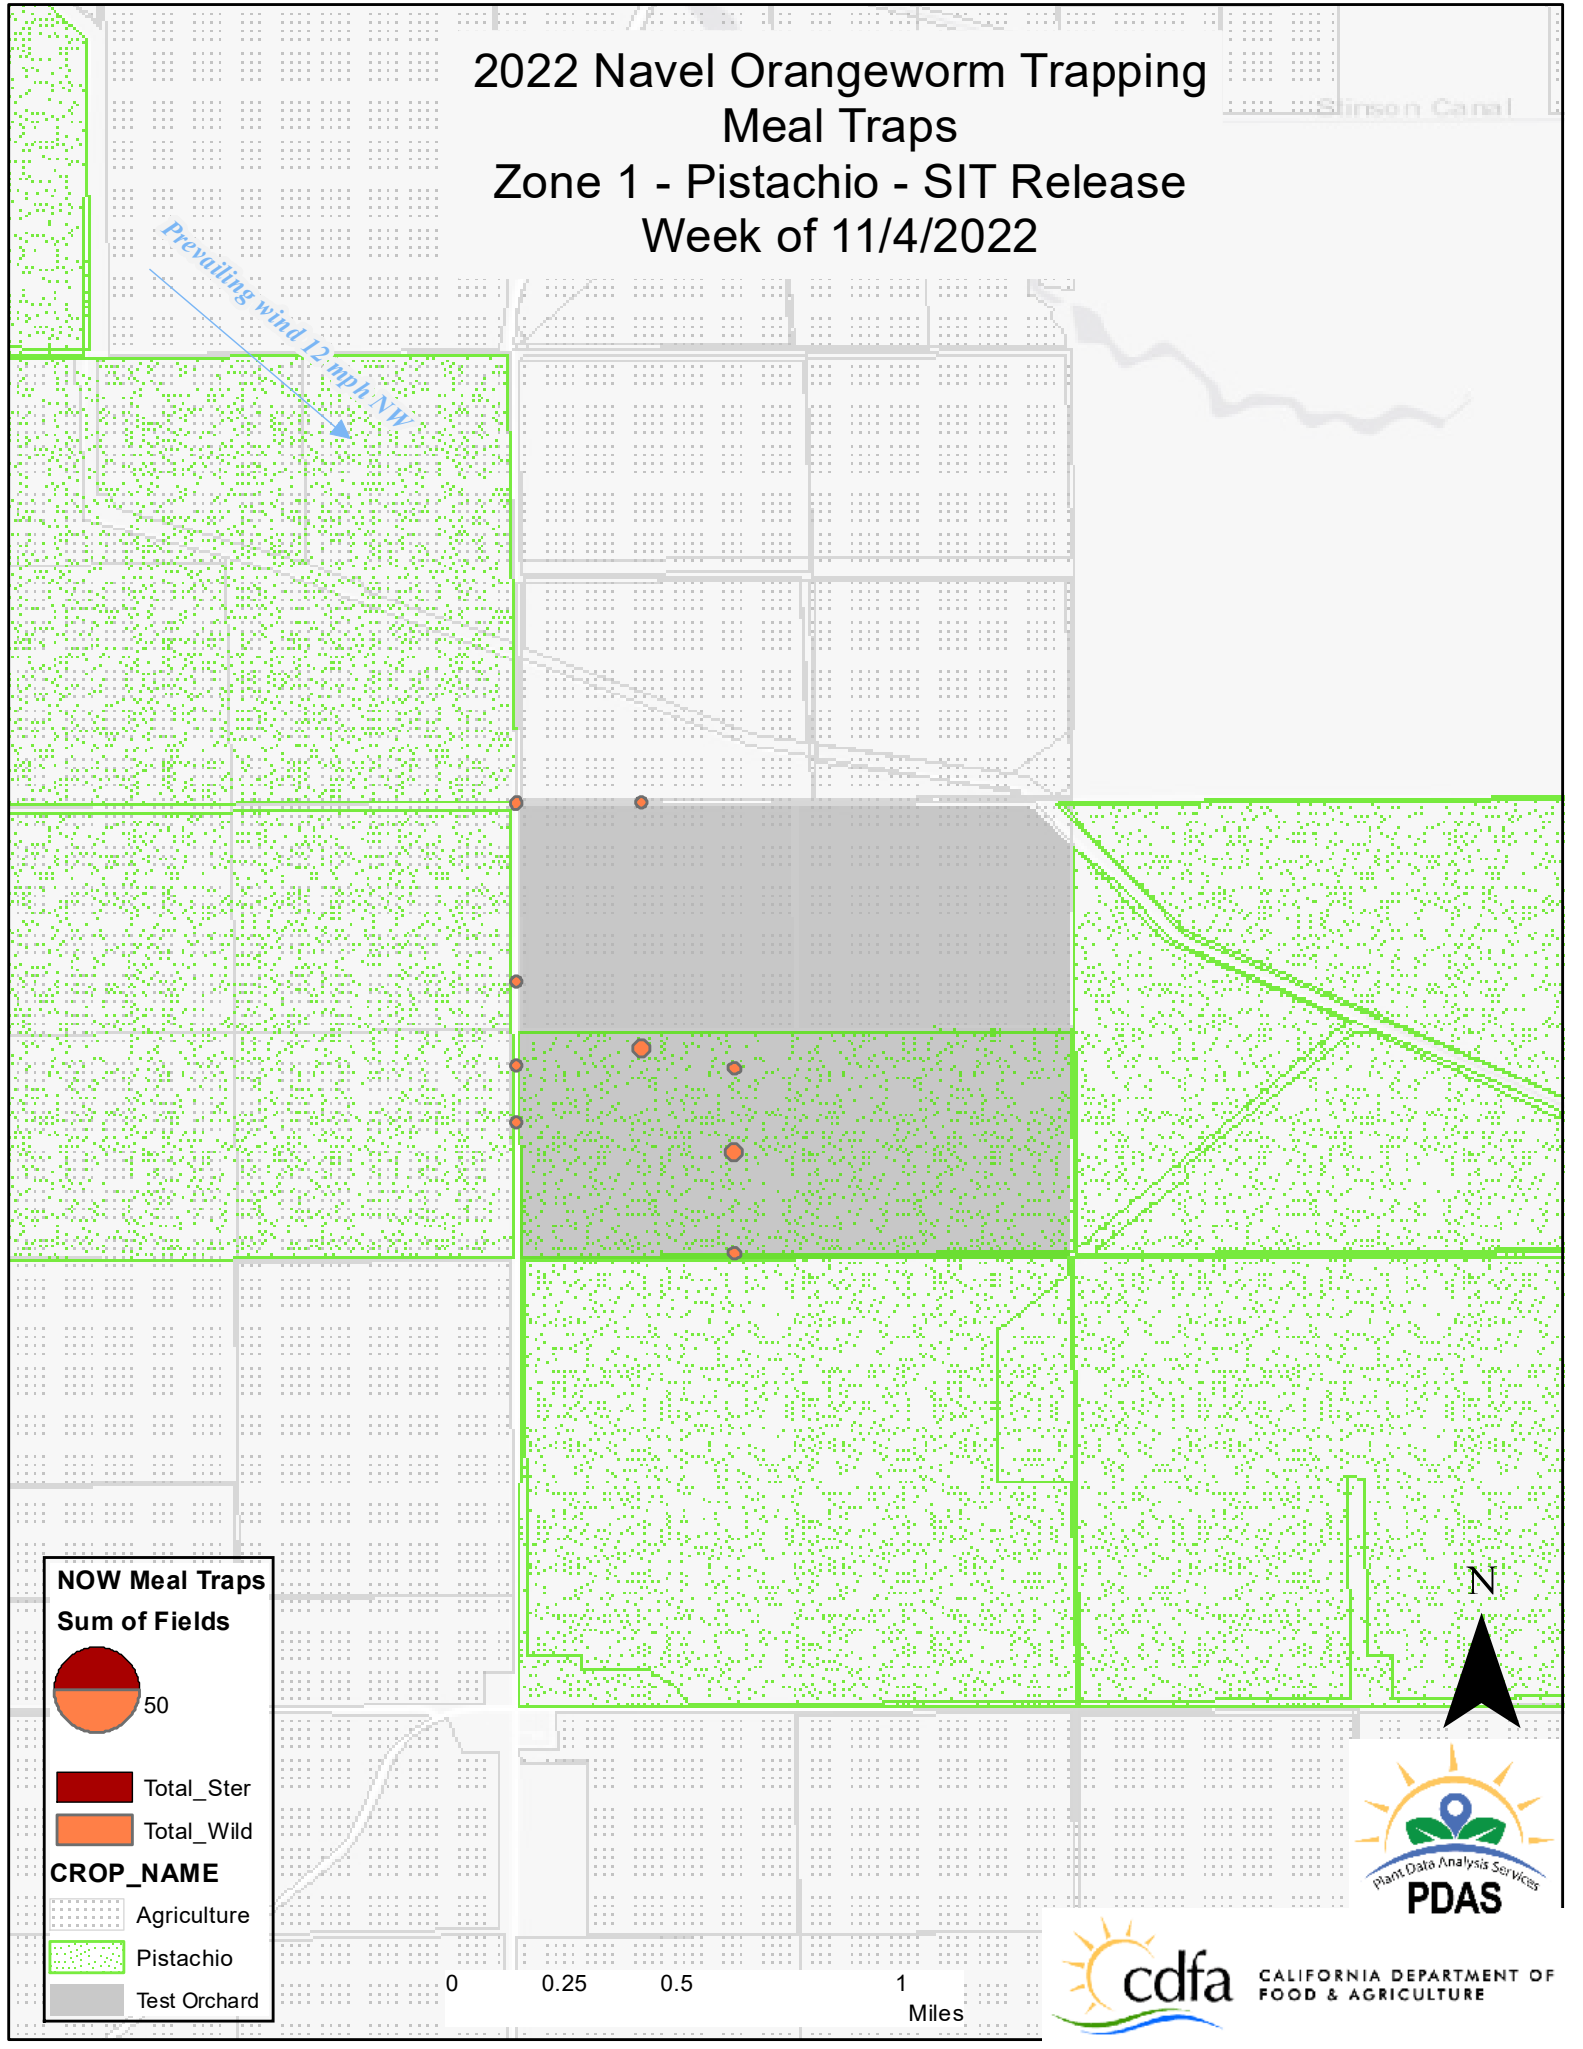 2022 Navel Orangeworm Trapping
Meal Traps
Zone 1 - Pistachio - SIT Release
Week of 11/4/2022
Stinson Canal
Prevailing wind 12 mph NW
NOW Meal Traps
Sum of Fields
50
Total_Ster
Total_Wild
CROP_NAME
Agriculture
Pistachio
Test Orchard
0 0.25 0.5 1
Miles
N
Plant Data Analysis Services
PDAS
cdfa
CALIFORNIA DEPARTMENT OF
FOOD & AGRICULTURE